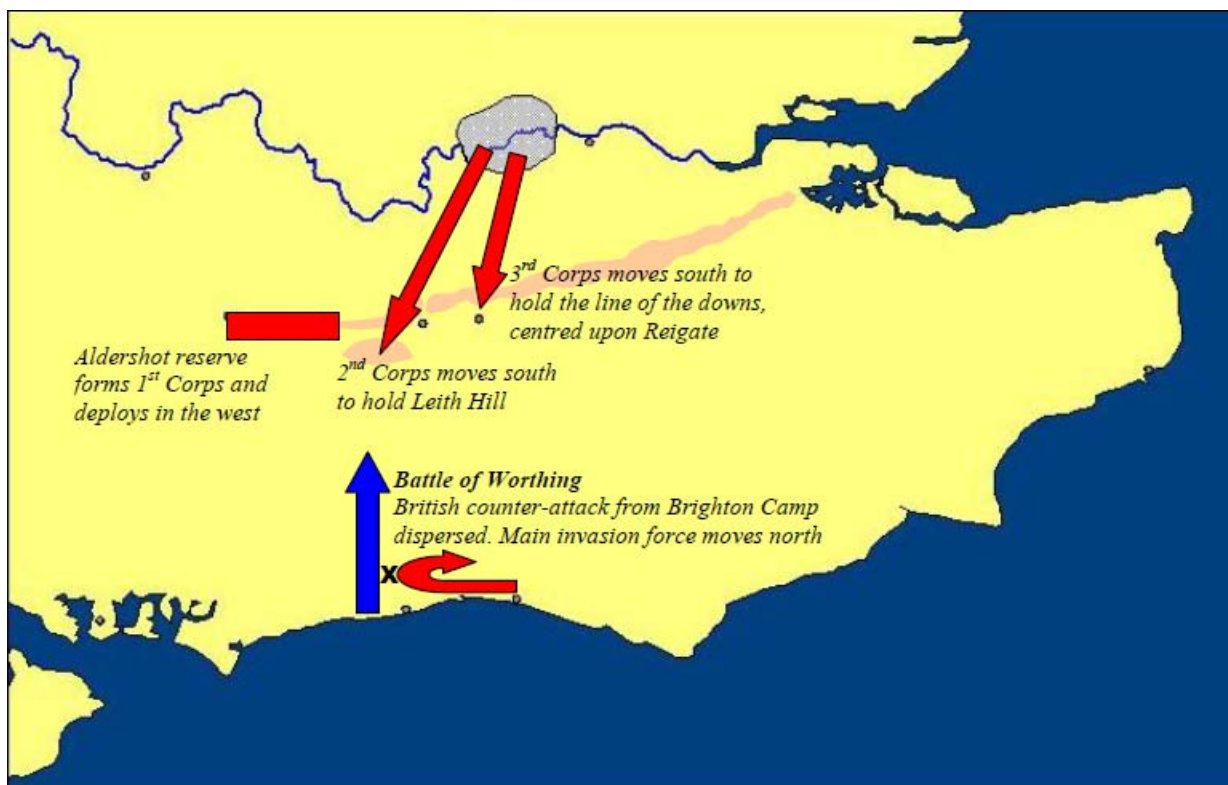 3rd Corps moves south to
hold the line of the downs,
centred upon Reigate
Aldershot reserve
forms 1st Corps and
deploys in the west
2nd Corps moves south
to hold Leith Hill
Battle of Worthing
British counter-attack from Brighton Camp
dispersed. Main invasion force moves north
X